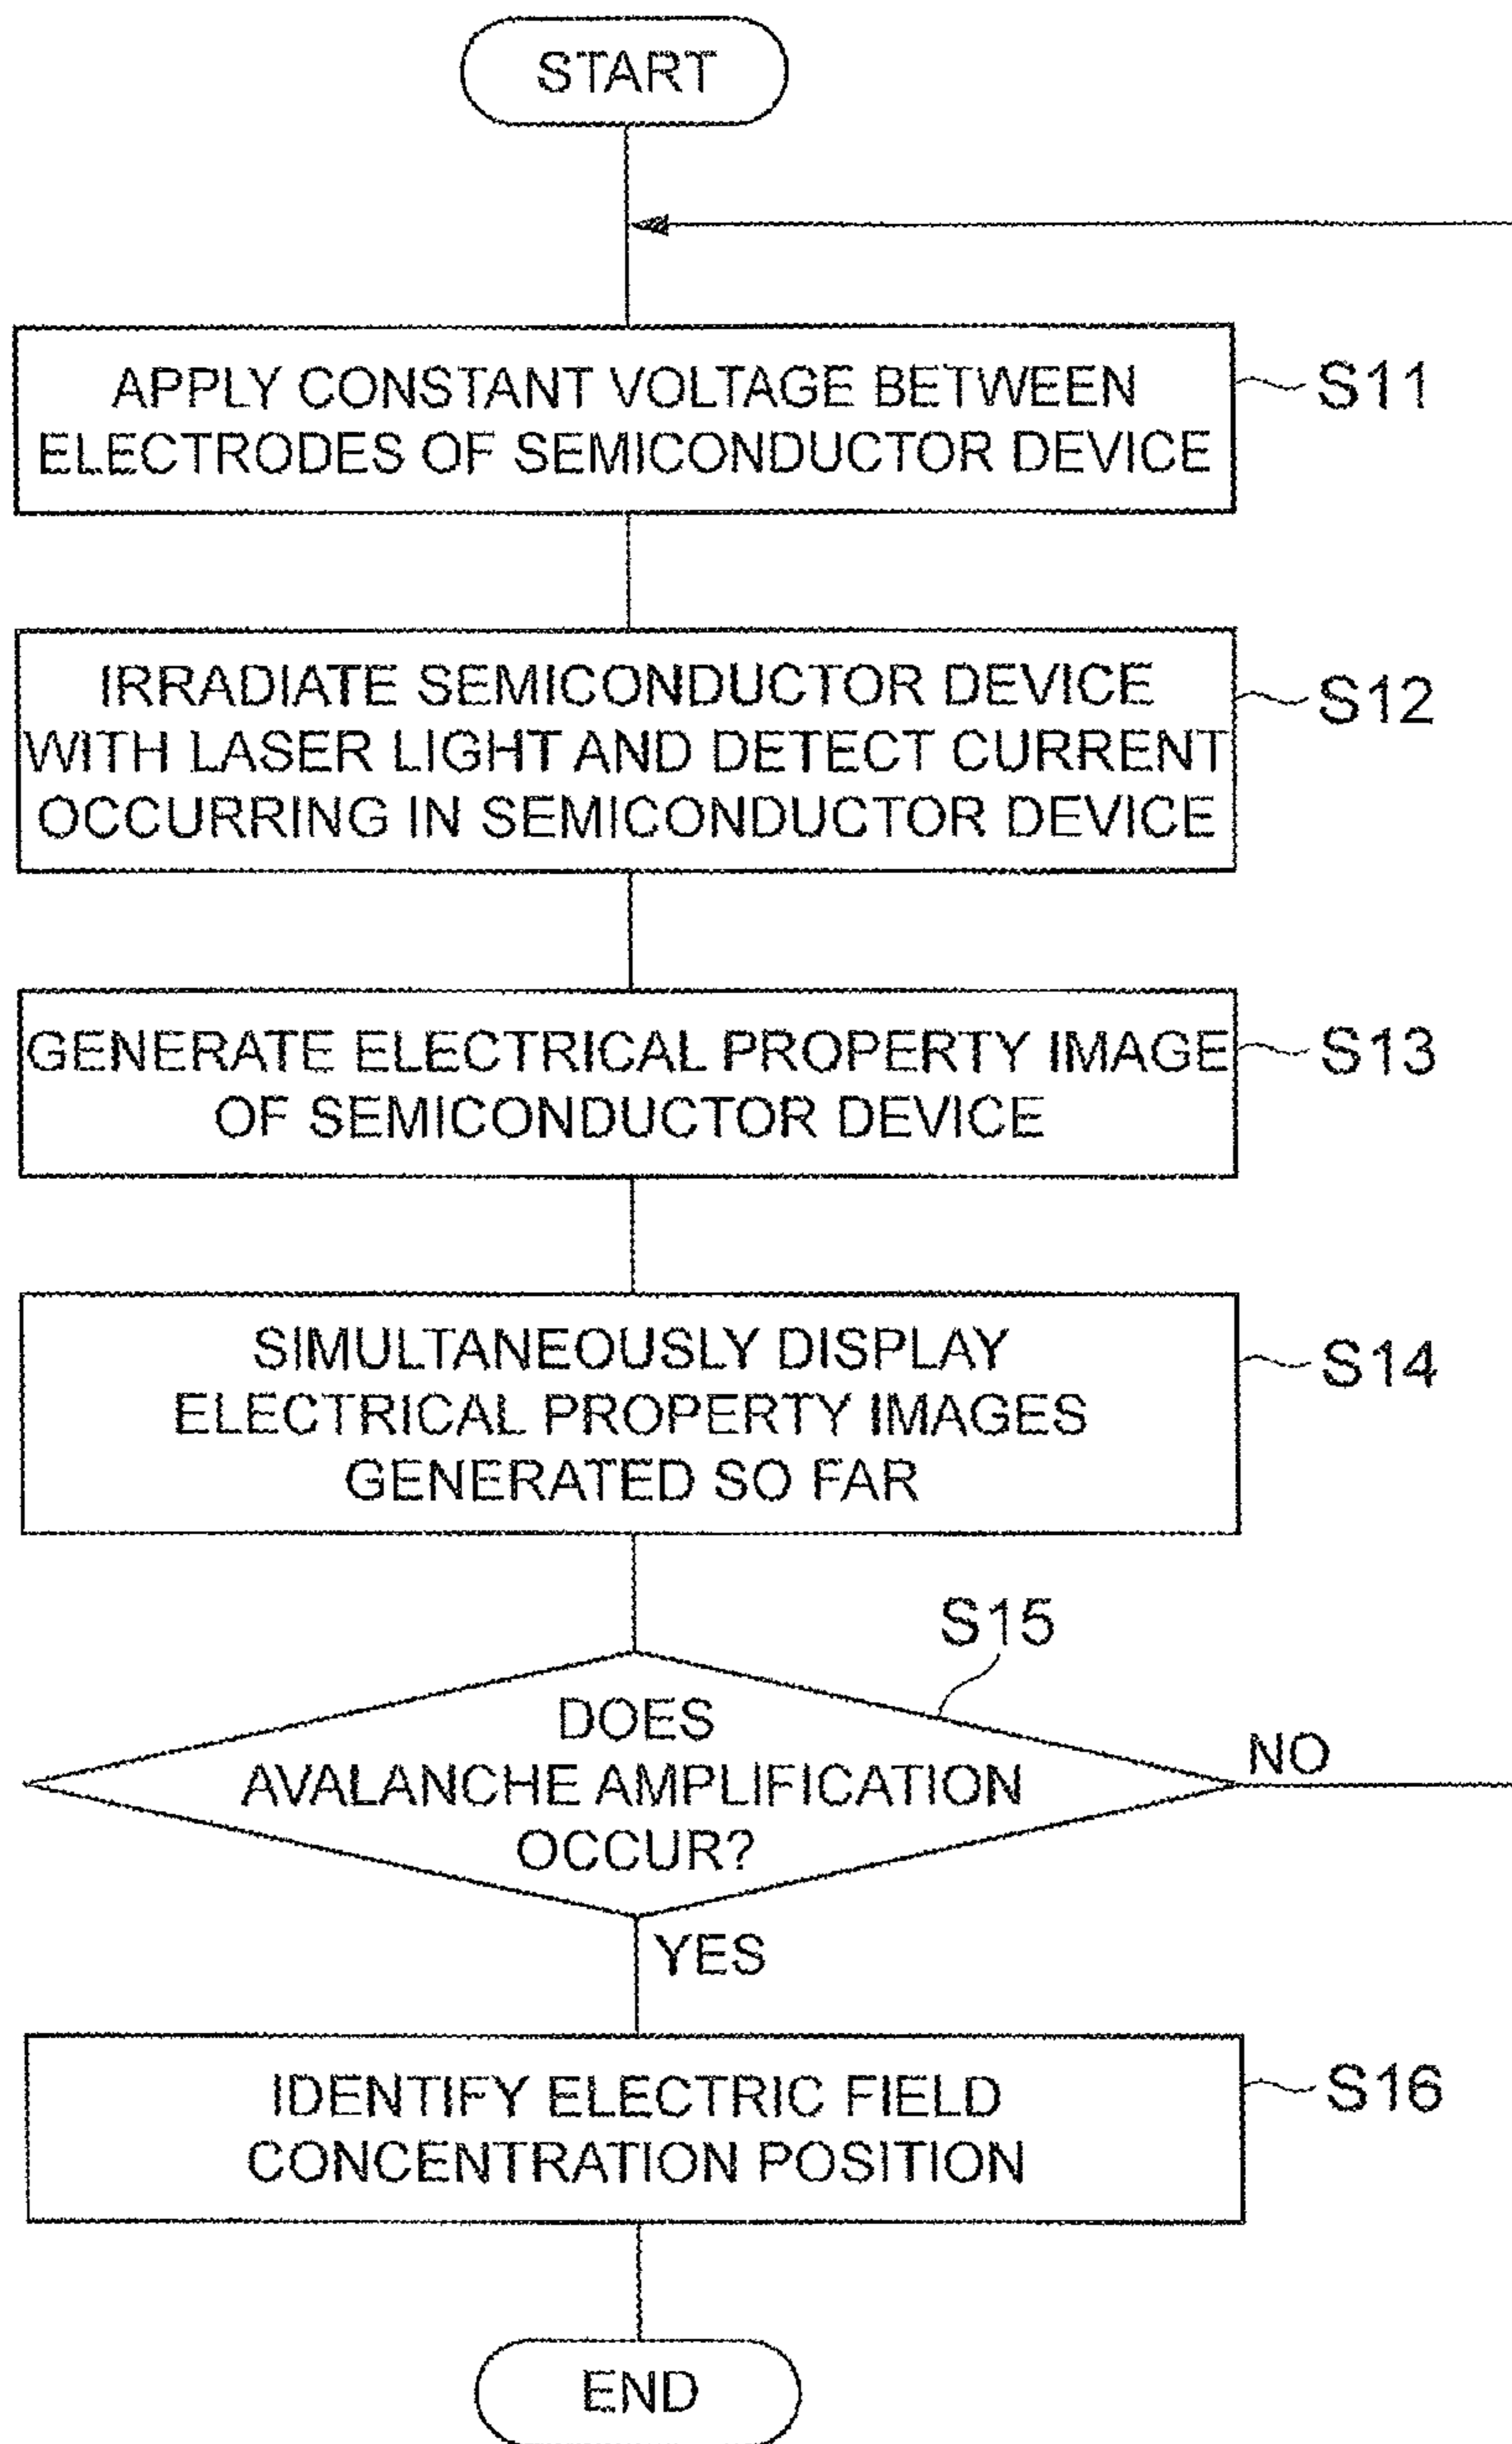 START
APPLY CONSTANT VOLTAGE BETWEEN
ELECTRODES OF SEMICONDUCTOR DEVICE
S11
IRRADIATE SEMICONDUCTOR DEVICE
WITH LASER LIGHT AND DETECT CURRENT
OCCURRING IN SEMICONDUCTOR DEVICE
S12
GENERATE ELECTRICAL PROPERTY IMAGE
OF SEMICONDUCTOR DEVICE
S13
SIMULTANEOUSLY DISPLAY
ELECTRICAL PROPERTY IMAGES
GENERATED SO FAR
S14
S15
DOES
AVALANCHE AMPLIFICATION
OCCUR?
NO
YES
IDENTIFY ELECTRIC FIELD
CONCENTRATION POSITION
S16
END